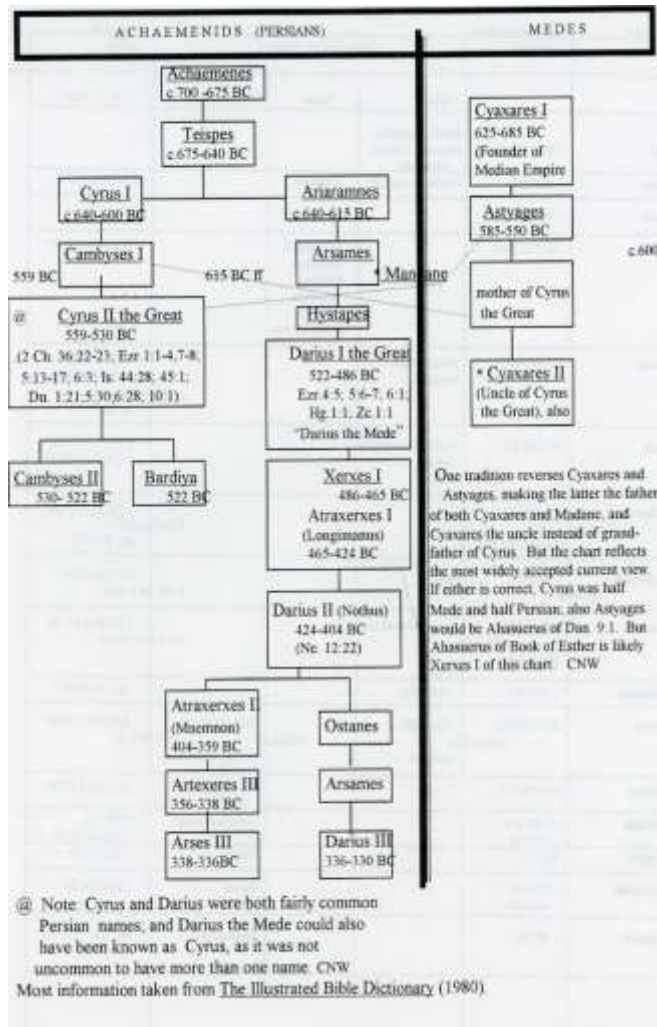 ACHAEMENIDS (PERSIANS)
MEDES
Achaemenes
c.700 -675 BC
Teispes
c.675-640 BC
Cyrus I
c.640-600 BC
Ariaramnes
c.640-615 BC
Cambyses I
559 BC
615 BC ff
Arsames
* Mandane
@ Cyrus II the Great
559-530 BC
(2 Ch. 36:22-23; Ezr 1:1-4,7-8;
5:13-17; 6:3; Is. 44:28; 45:1;
Dn. 1:21,5:30,6:28, 10:1)
Hystapes
Darius I the Great
522-486 BC
Ezr.4:5; 5:6-7; 6:1;
Hg.1:1, Zc.1:1
"Darius the Mede"
Cambyses II
530- 522 BC
Bardiya
522 BC
Xerxes I
486-465 BC
Atraxerxes I
(Longimanus)
465-424 BC
Darius II (Nothus)
424-404 BC
(Ne. 12:22)
Atraxerxes II
(Mnemnon)
404-359 BC
Ostanes
Artexeres III
356-338 BC
Arsames
Arses III
338-336BC
Darius III
336-330 BC
Cyaxares I
625-685 BC
(Founder of
Median Empire
Astyages
585-550 BC
c.600
mother of Cyrus
the Great
* Cyaxares II
(Uncle of Cyrus
the Great), also
One tradition reverses Cyaxares and
Astyages, making the latter the father
of both Cyaxares and Madane, and
Cyaxares the uncle instead of grand-
father of Cyrus. But the chart reflects
the most widely accepted current view.
If either is correct, Cyrus was half
Mede and half Persian; also Astyages
would be Ahasuerus of Dan. 9:1. But
Ahasuerus of Book of Esther is likely
Xerxes I of this chart. CNW
@ Note: Cyrus and Darius were both fairly common
Persian names, and Darius the Mede could also
have been known as Cyrus, as it was not
uncommon to have more than one name. CNW
Most information taken from The Illustrated Bible Dictionary (1980).